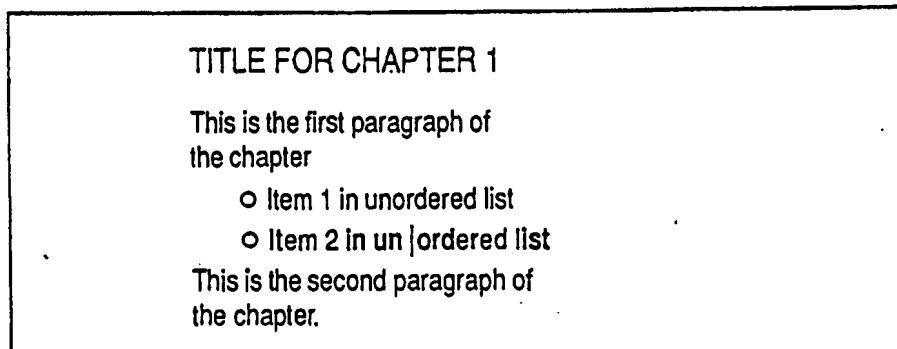 TITLE FOR CHAPTER 1
This is the first paragraph of
the chapter
o Item 1 in unordered list
o Item 2 in un|ordered list
This is the second paragraph of
the chapter.